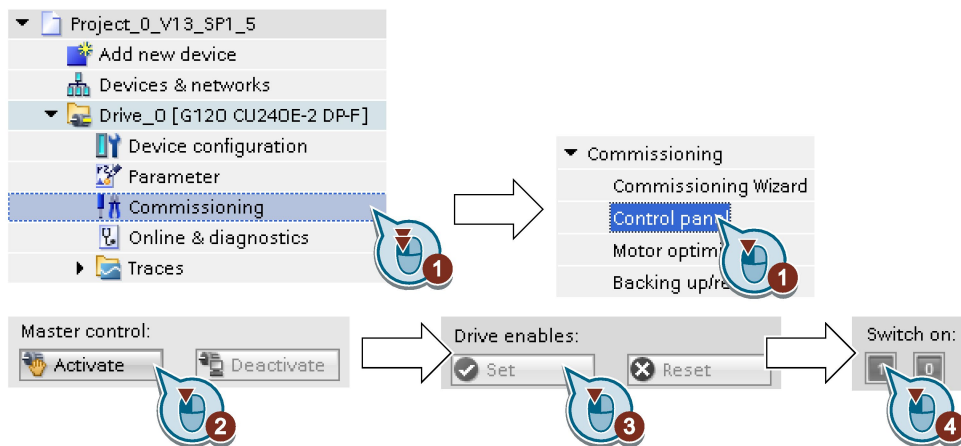 Project_0_V13_SP1_5
Add new device
Devices & networks
Drive_0 [G120 CU240E-2 DP-F]
Device configuration
Parameter
Commissioning
Online & diagnostics
Traces
1
Commissioning
Commissioning Wizard
Control pan
Motor optimi
Backing up/re
1
Master control:
Activate
Deactivate
2
Drive enables:
Set
Reset
3
Switch on:
1
0
4